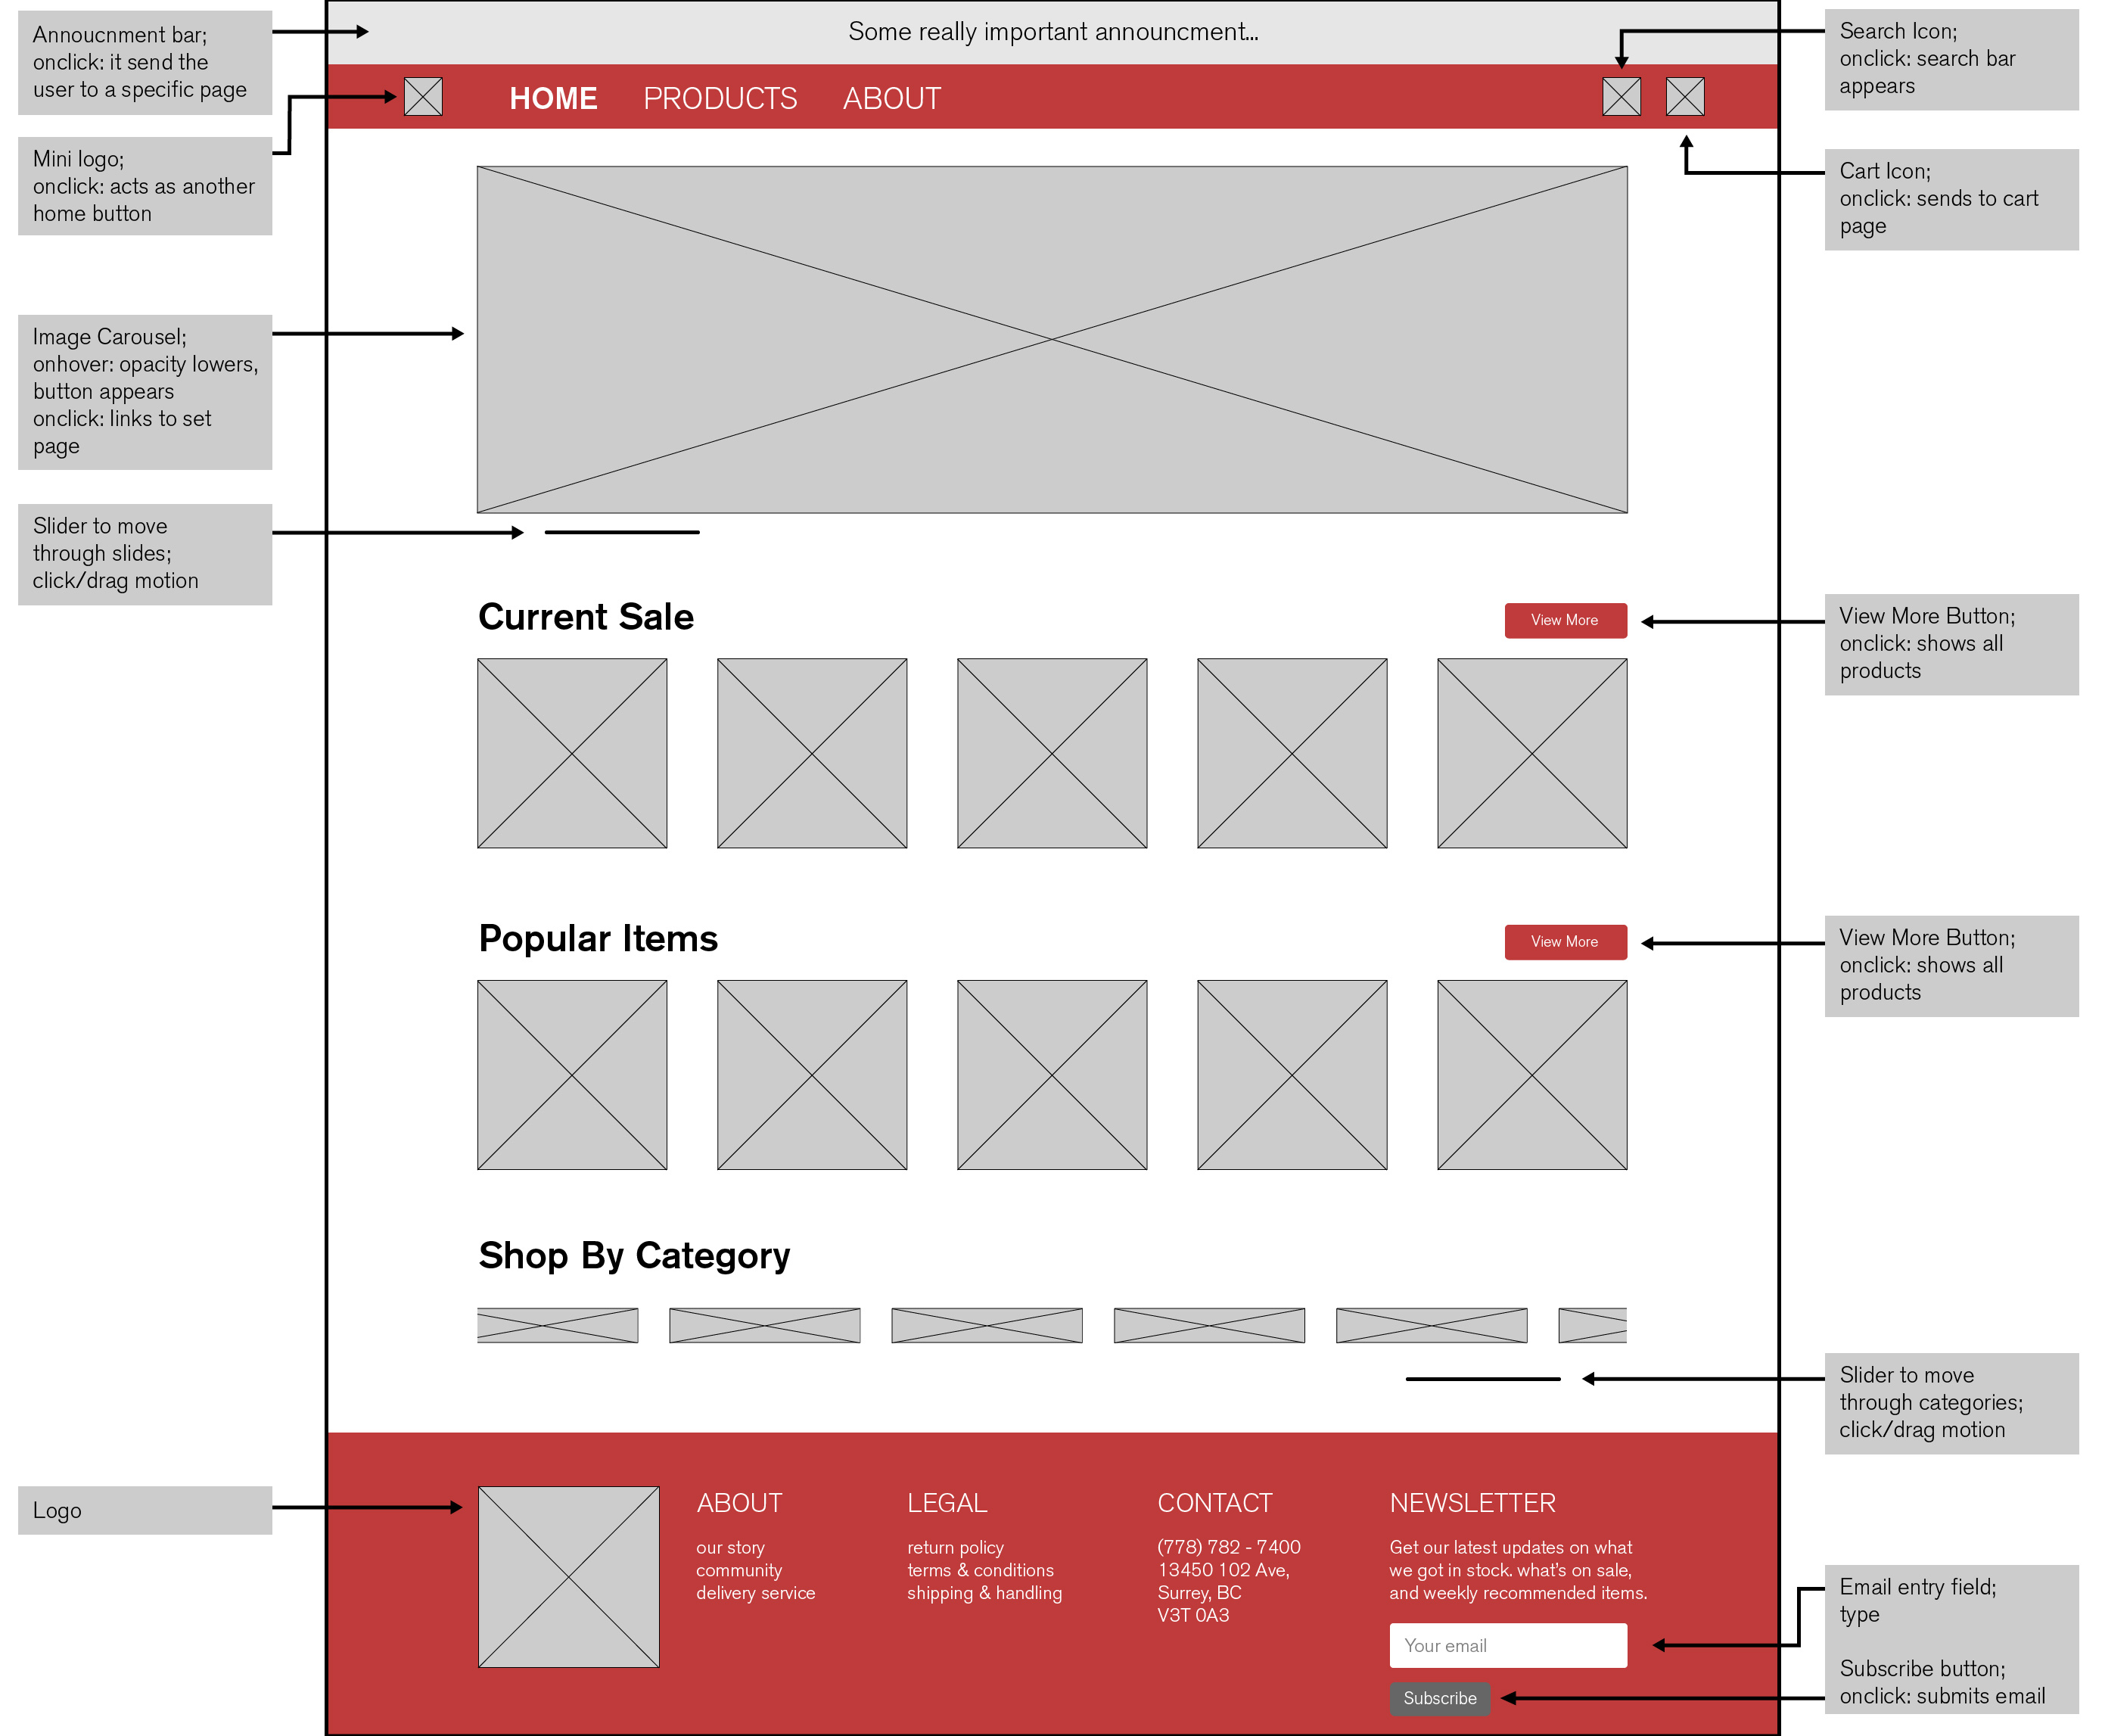 Annoucnment bar;
onclick: it send the
user to a specific page
Mini logo;
onclick: acts as another
home button
Image Carousel;
onhover: opacity lowers,
button appears
onclick: links to set
page
Slider to move
through slides;
click/drag motion
Logo
Some really important announcment...
HOME PRODUCTS ABOUT
Current Sale
View More
Popular Items
View More
Shop By Category
ABOUT
our story
community
delivery service
LEGAL
return policy
terms & conditions
shipping & handling
CONTACT
(778) 782 - 7400
13450 102 Ave,
Surrey, BC
V3T 0A3
NEWSLETTER
Get our latest updates on what
we got in stock. what's on sale,
and weekly recommended items.
Your email
Subscribe
Search Icon;
onclick: search bar
appears
Cart Icon;
onclick: sends to cart
page
View More Button;
onclick: shows all
products
View More Button;
onclick: shows all
products
Slider to move
through categories;
click/drag motion
Email entry field;
type
Subscribe button;
onclick: submits email